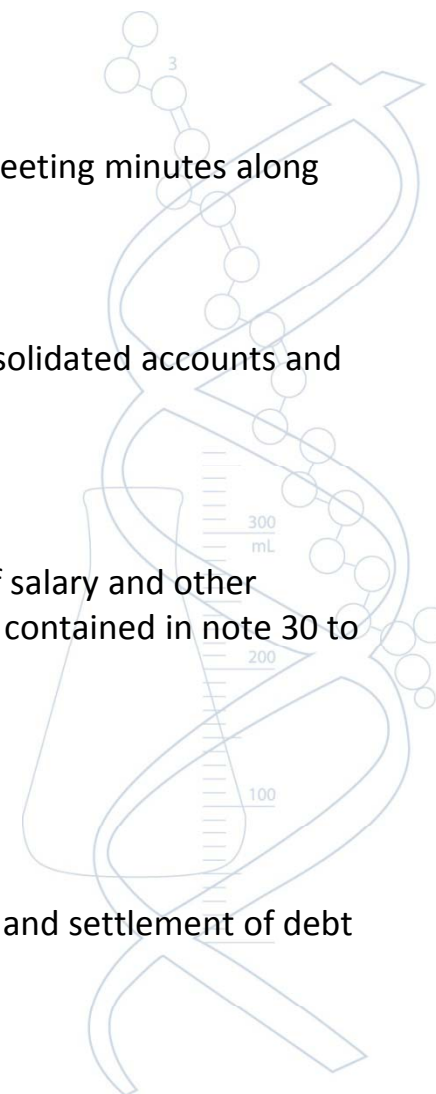 3
eeting minutes along
solidated accounts and
300
mL
f salary and other
contained in note 30 to
200
100
and settlement of debt